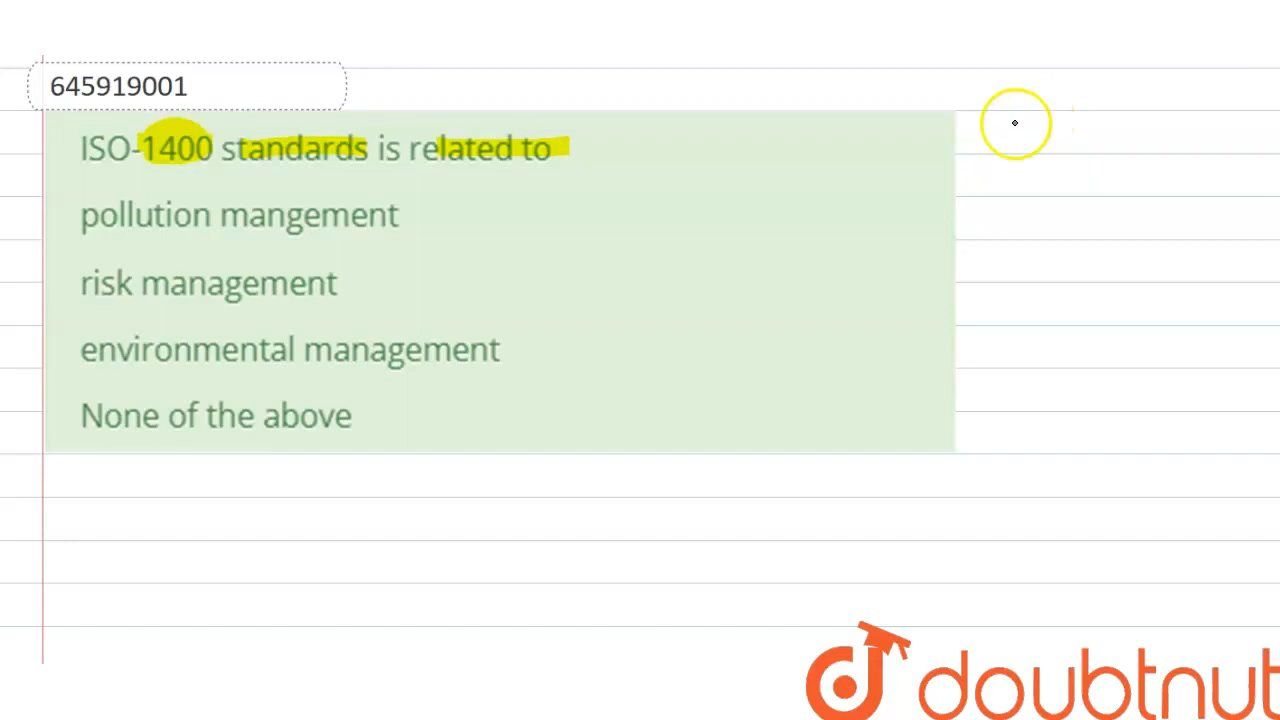 645919001
ISO-1400 standards is related to
pollution mangement
risk management
environmental management
None of the above
doubtnut